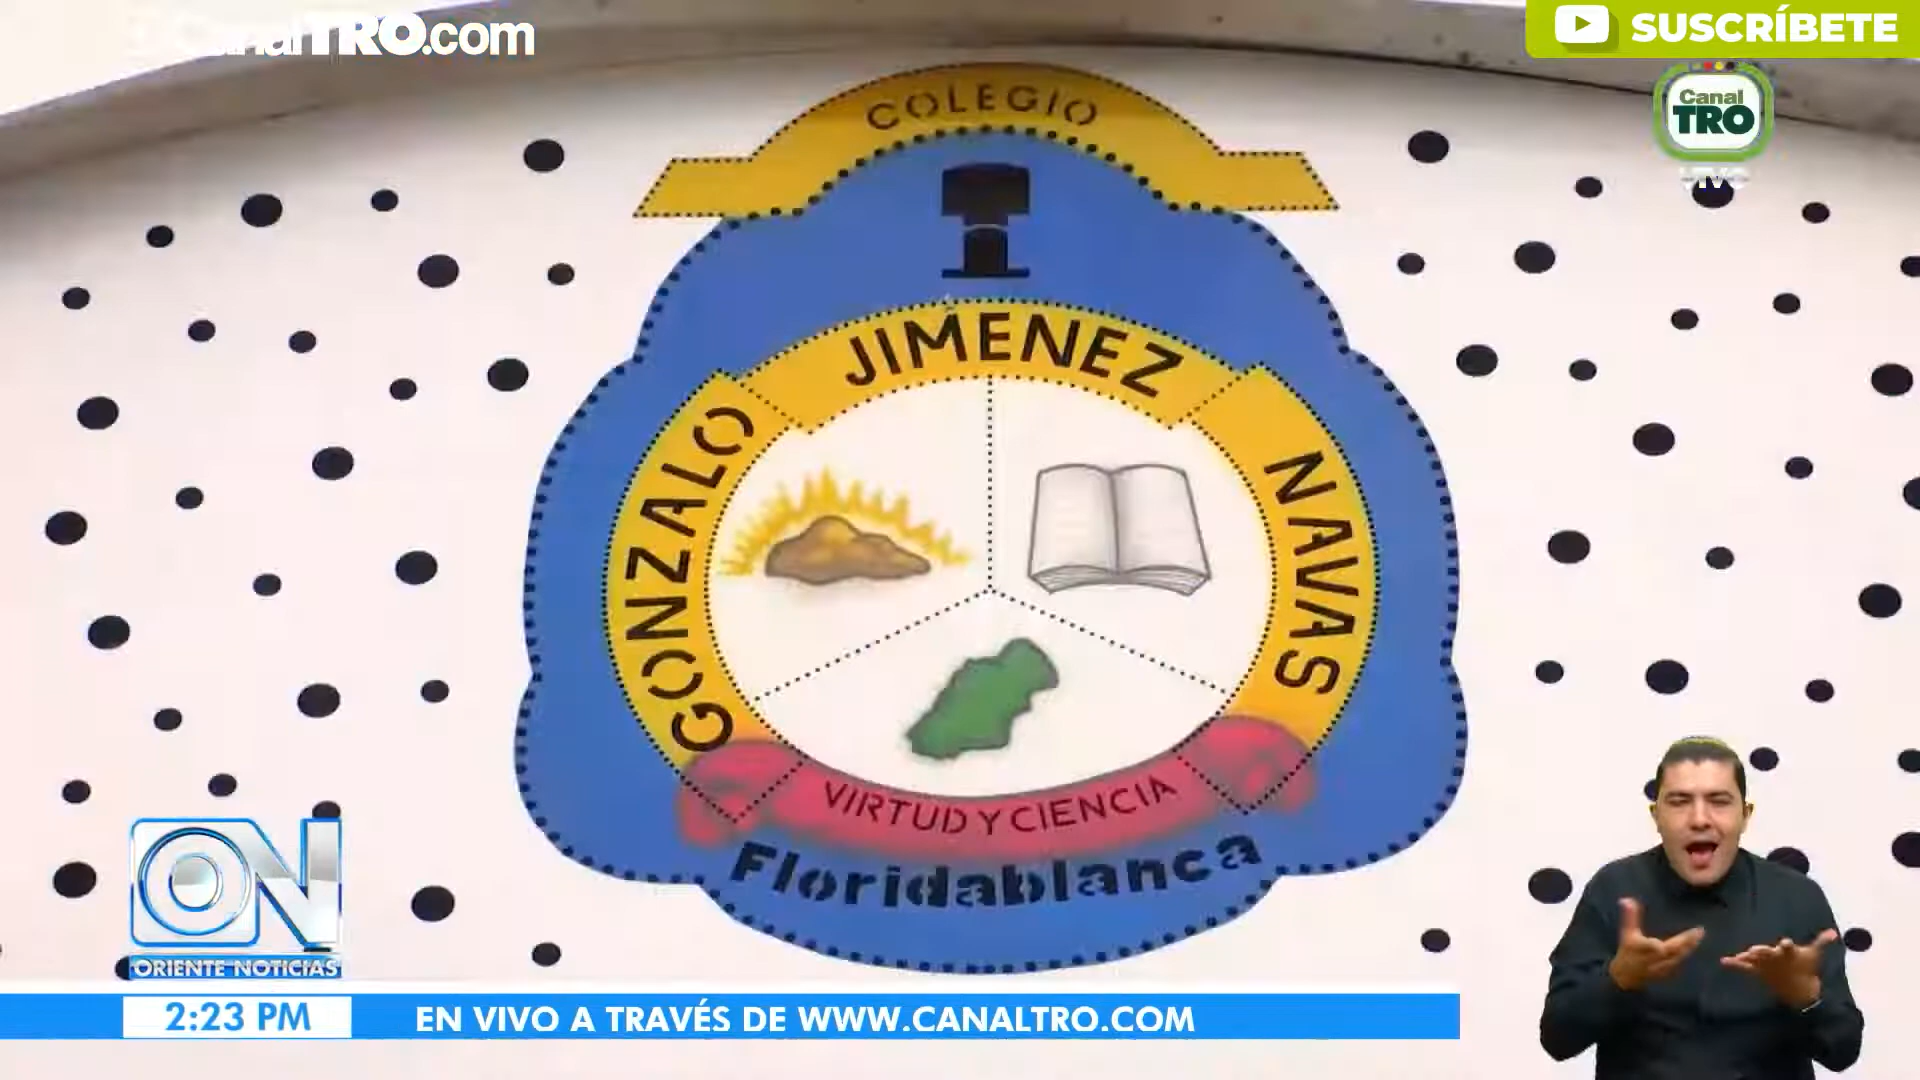 CanalTRO.com
SUSCRÍBETE
Canal
TRO
VIVO
COLEGIO
GONZALO
JIMENEZ
NAVAS
VIRTUD Y CIENCIA
Floridablanca
ON
ORIENTE NOTICIAS
2:23 PM
EN VIVO A TRAVÉS DE WWW.CANALTRO.COM